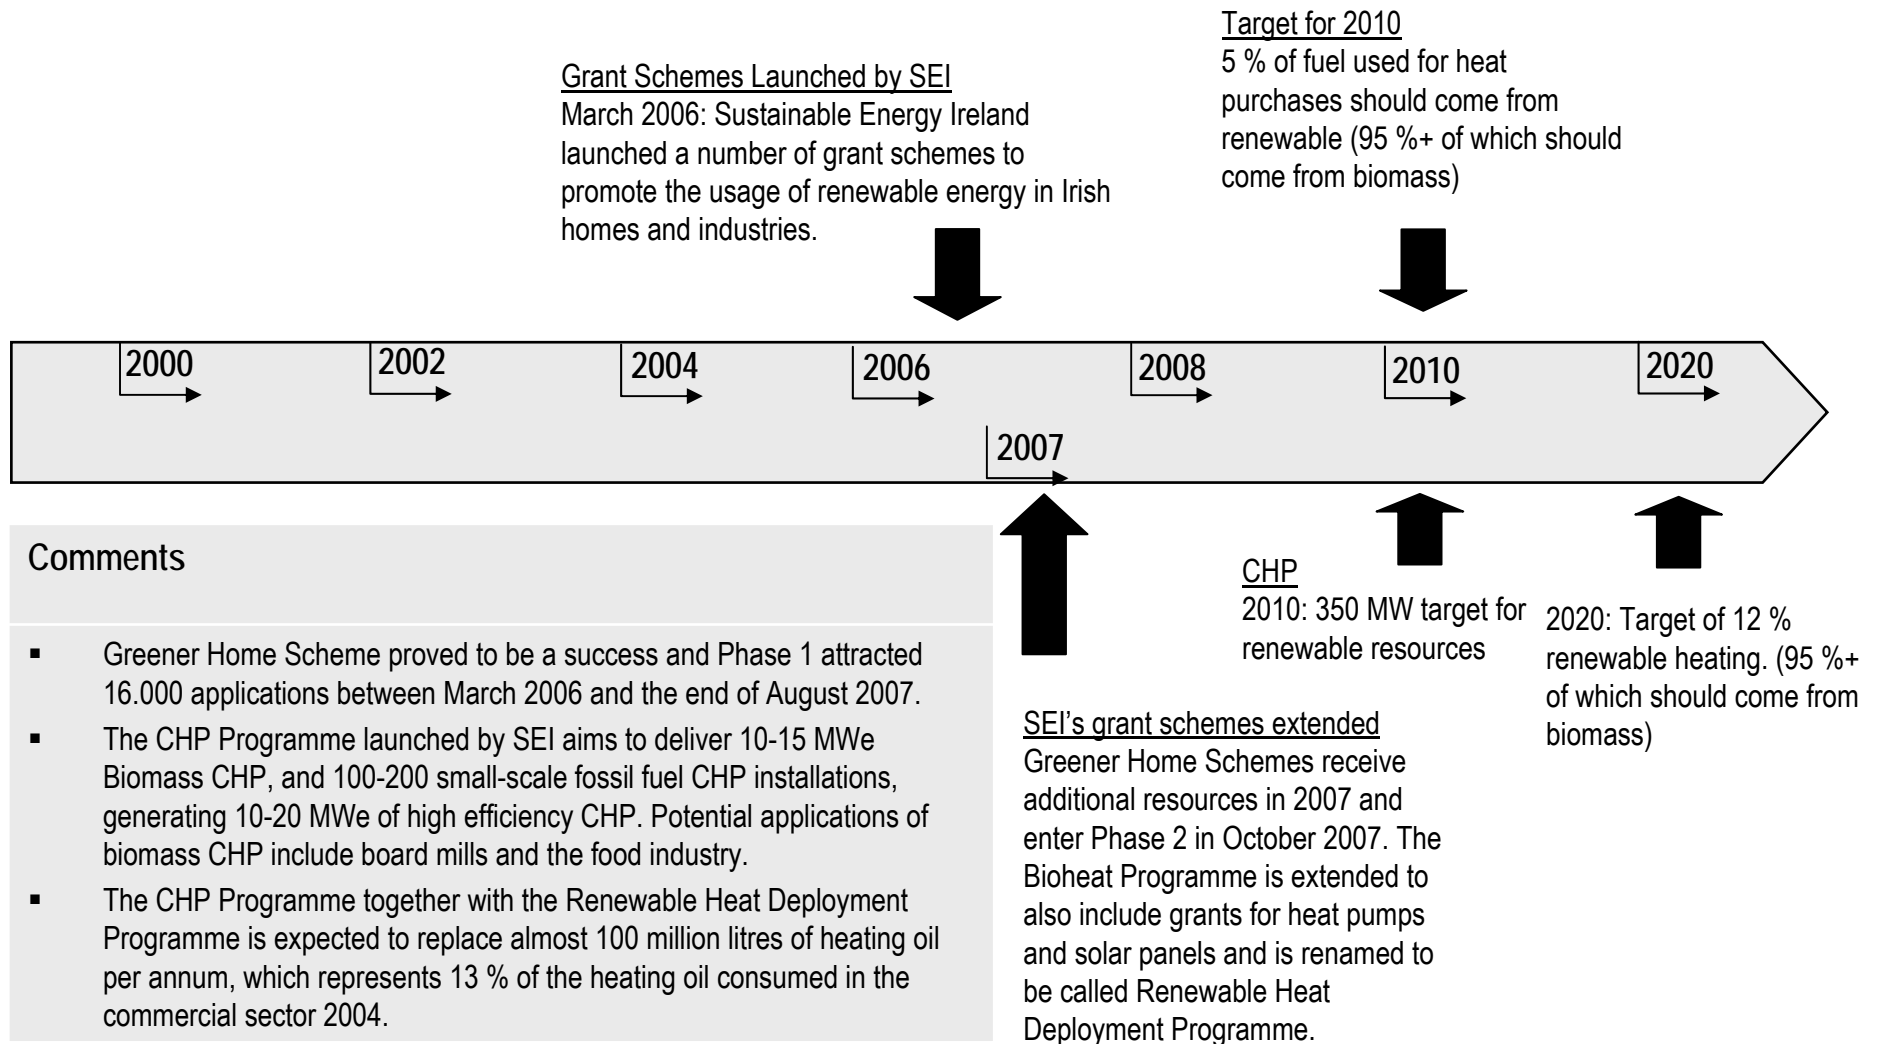 Target for 2010
5 % of fuel used for heat
purchases should come from
renewable (95 %+ of which should
come from biomass)
Grant Schemes Launched by SEI
March 2006: Sustainable Energy Ireland
launched a number of grant schemes to
promote the usage of renewable energy in Irish
homes and industries.
2000
2002
2004
2006
2007
2008
2010
2020
Comments
▪ Greener Home Scheme proved to be a success and Phase 1 attracted
16.000 applications between March 2006 and the end of August 2007.
▪ The CHP Programme launched by SEI aims to deliver 10-15 MWe
Biomass CHP, and 100-200 small-scale fossil fuel CHP installations,
generating 10-20 MWe of high efficiency CHP. Potential applications of
biomass CHP include board mills and the food industry.
▪ The CHP Programme together with the Renewable Heat Deployment
Programme is expected to replace almost 100 million litres of heating oil
per annum, which represents 13 % of the heating oil consumed in the
commercial sector 2004.
SEI’s grant schemes extended
Greener Home Schemes receive
additional resources in 2007 and
enter Phase 2 in October 2007. The
Bioheat Programme is extended to
also include grants for heat pumps
and solar panels and is renamed to
be called Renewable Heat
Deployment Programme.
CHP
2010: 350 MW target for
renewable resources
2020: Target of 12 %
renewable heating. (95 %+
of which should come from
biomass)